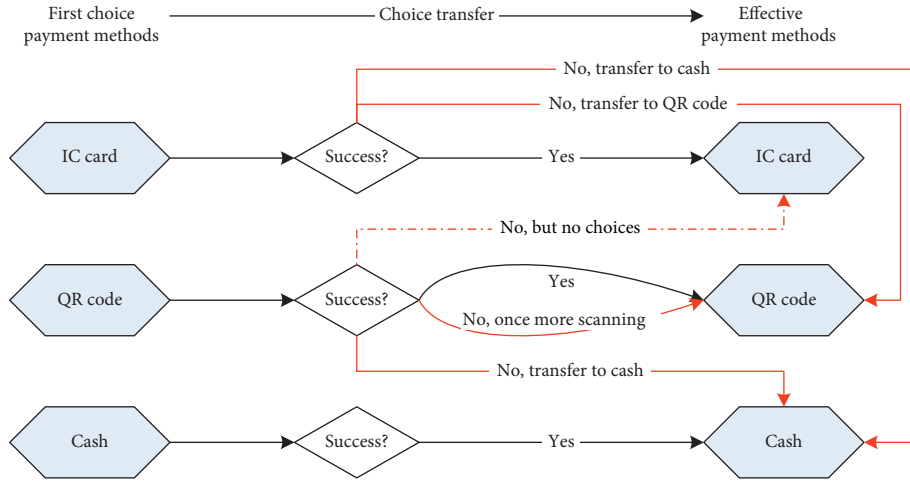 First choice
payment methods
Choice transfer
Effective
payment methods
No, transfer to cash
No, transfer to QR code
IC card
Success?
Yes
IC card
No, but no choices
QR code
Success?
Yes
QR code
No, once more scanning
No, transfer to cash
Cash
Success?
Yes
Cash